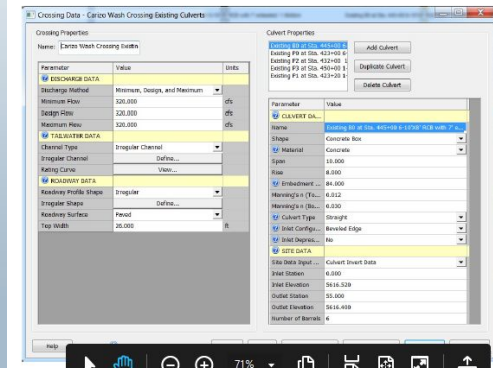 Crossing Data - Carizo Wash Crossing Existing Culverts
Crossing Properties
Name: Carizo Wash Crossing Existin
Parameter Value Units
DISCHARGE DATA
Discharge Method Minimum, Design, and Maximum
Minimum Flow 320.000 cfs
Design Flow 320.000 cfs
Maximum Flow 320.000 cfs
TAILWATER DATA
Channel Type Irregular Channel
Irregular Channel Define...
Rating Curve View...
ROADWAY DATA
Roadway Profile Shape Irregular
Irregular Shape Define...
Roadway Surface Paved
Top Width 26.000 ft
Help
Culvert Properties
Existing B0 at Sta. 445+00 6-
Existing P0 at Sta. 423+00 6
Existing P2 at Sta. 432+00 1
Existing P4 at Sta. 450+00 1-
Existing P1 at Sta. 423+20 1-
Add Culvert
Duplicate Culvert
Delete Culvert
Parameter Value
CULVERT DA...
Name Existing B0 at Sta. 445+00 6-10'x8' RCB with 7'
Shape Concrete Box
Material Concrete
Span 10.000
Rise 8.000
Embedment ... 84.000
Manning's n (To... 0.012
Manning's n (Bo... 0.030
Culvert Type Straight
Inlet Configu... Beveled Edge
Inlet Depres... No
SITE DATA
Site Data Input ... Culvert Invert Data
Inlet Station 0.000
Inlet Elevation 5616.520
Outlet Station 55.000
Outlet Elevation 5616.400
Number of Barrels 6
71%